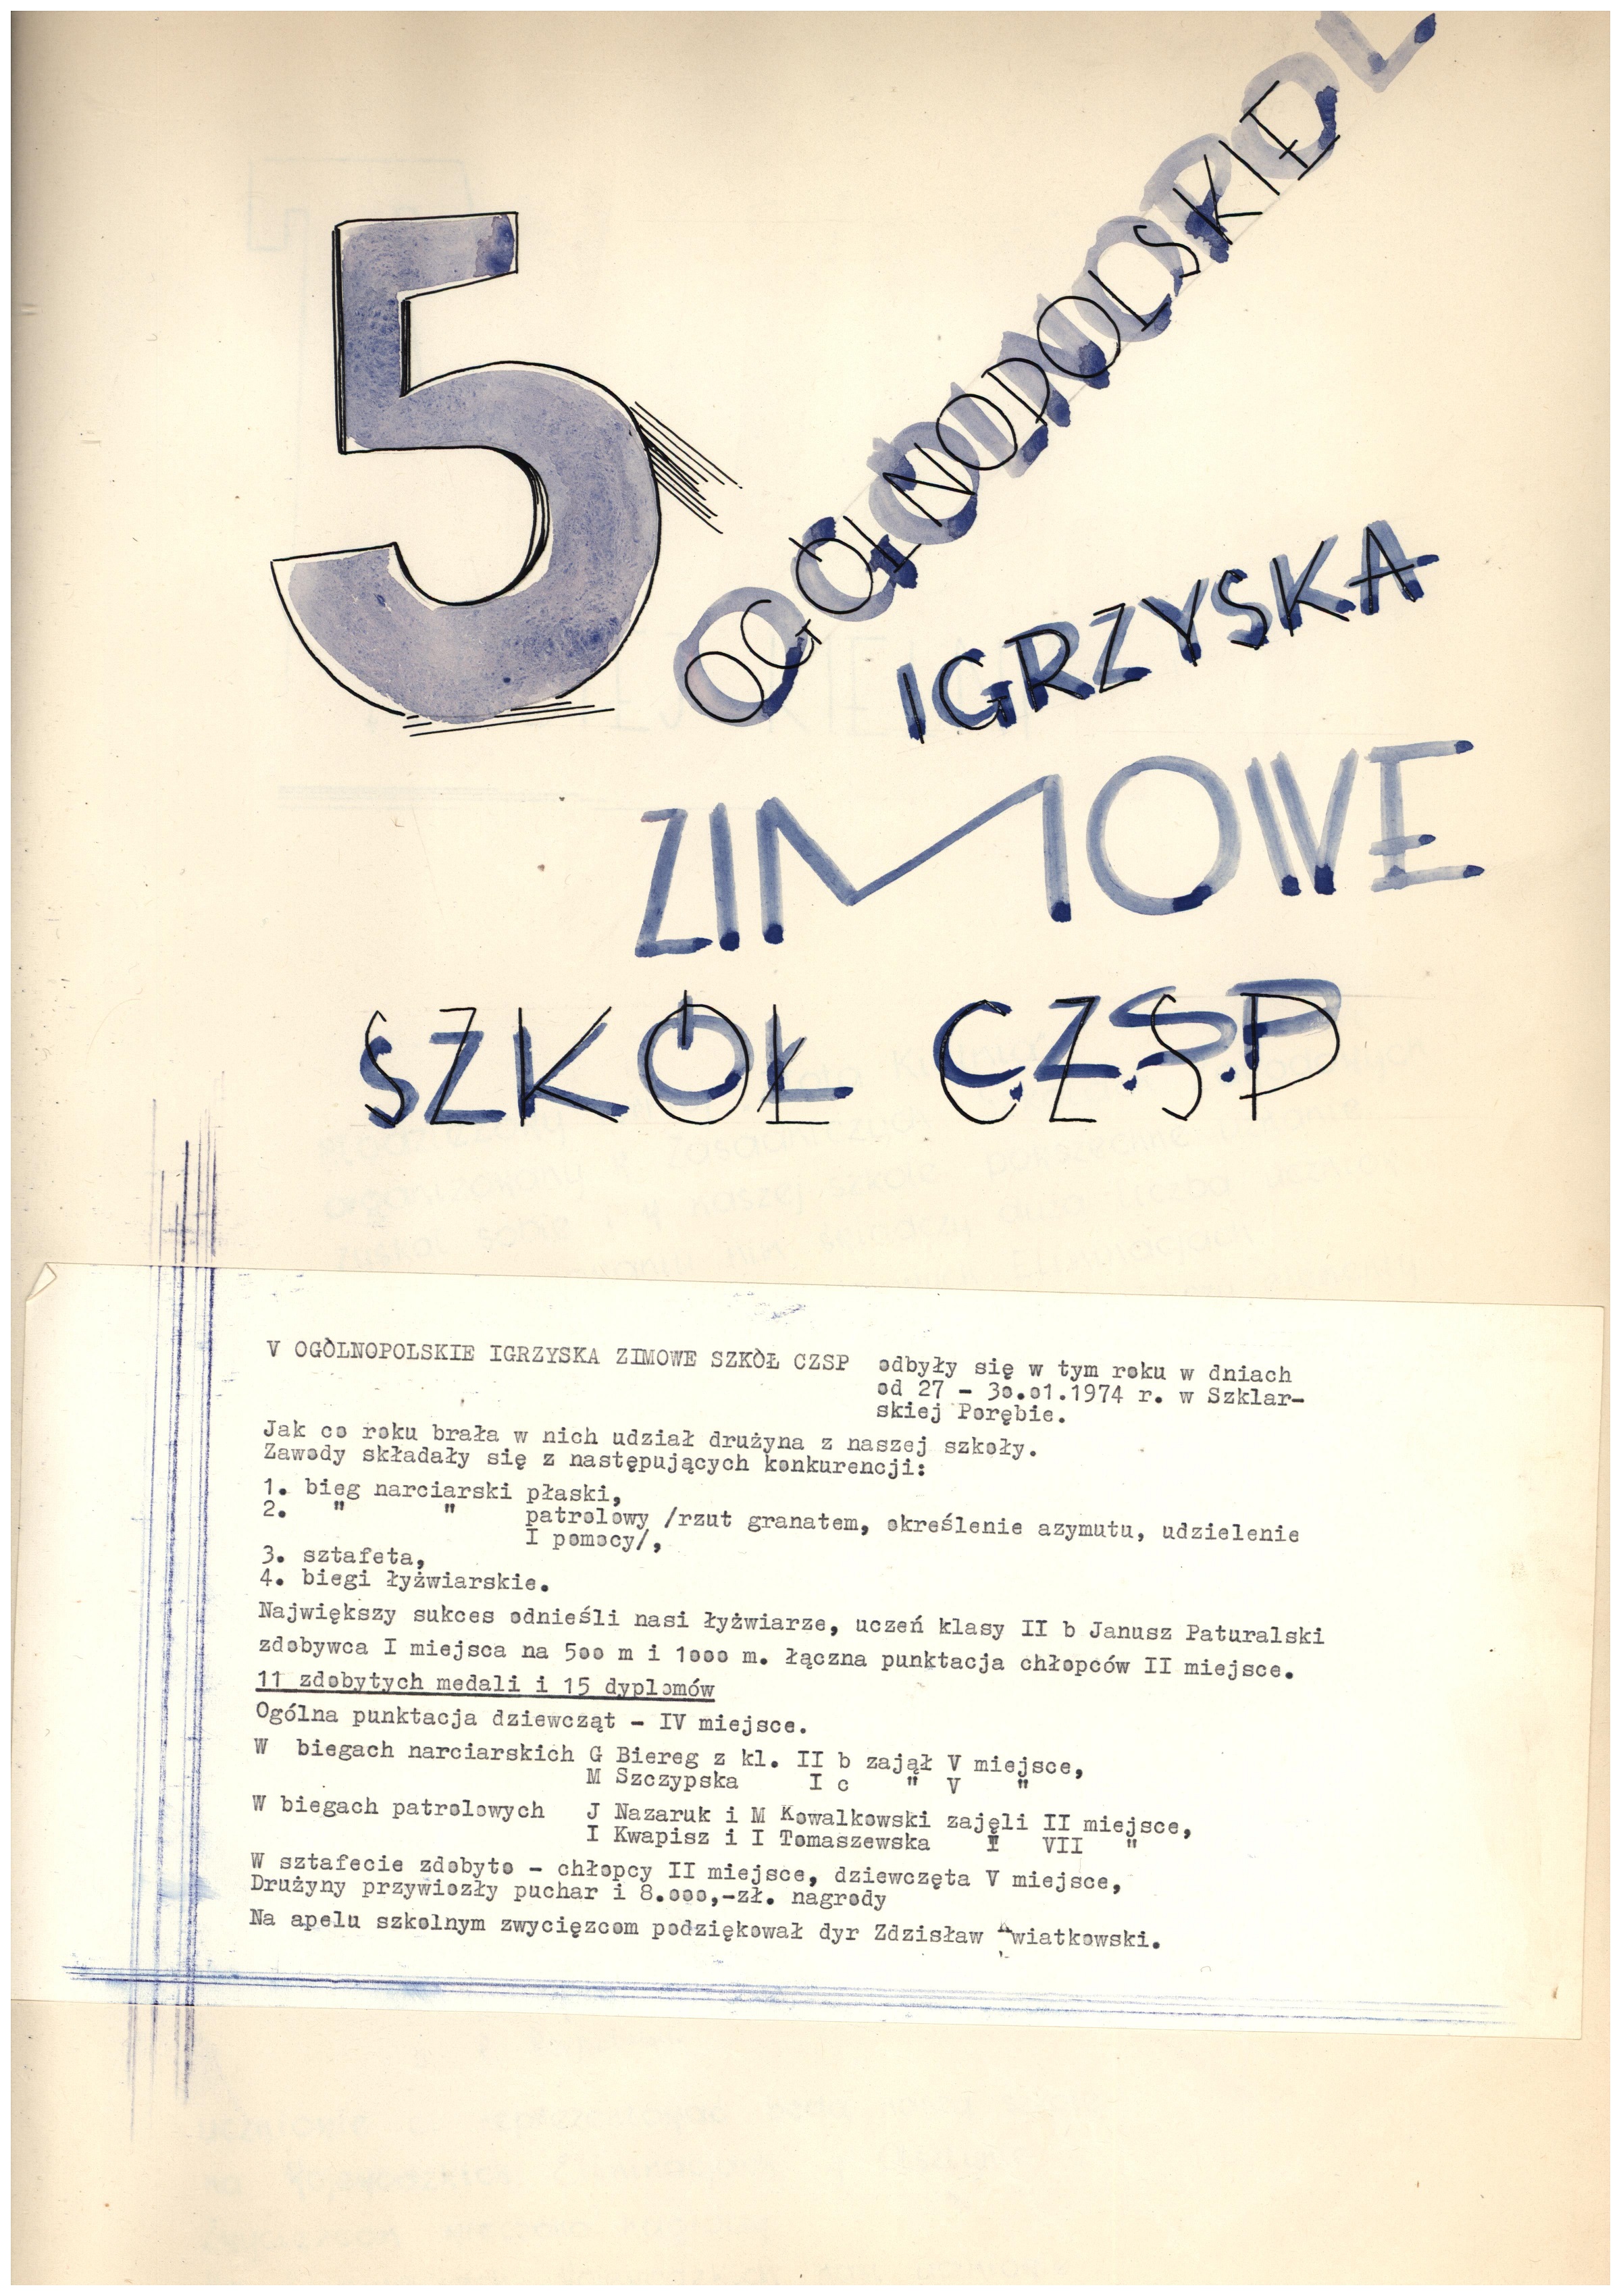 5
OGÓLNOPOLSKIE
IGRZYSKA
ZIMOWE
SZKÓŁ C.Z.S.P
V OGÒLNOPOLSKIE IGRZYSKA ZIMOWE SZKÒŁ CZSP odbyły się w tym roku w dniach
od 27 - 30.01.1974 r. w Szklar-
skiej Porębie.
Jak co roku brała w nich udział drużyna z naszej szkoły.
Zawody składały się z następujących konkurencji:
1. bieg narciarski płaski,
2. " " patrolowy /rzut granatem, określenie azymutu, udzielenie
I pomocy/,
3. sztafeta,
4. biegi łyżwiarskie.
Największy sukces odnieśli nasi łyżwiarze, uczeń klasy II b Janusz Paturalski
zdobywca I miejsca na 500 m i 1000 m. łączna punktacja chłopców II miejsce.
11 zdobytych medali i 15 dyplomów
Ogólna punktacja dziewcząt - IV miejsce.
W biegach narciarskich G Biereg z kl. II b zajął V miejsce,
M Szczypska I c " V "
W biegach patrolowych J Nazaruk i M Kowalkowski zajęli II miejsce,
I Kwapisz i I Tomaszewska " VII "
W sztafecie zdobyto - chłopcy II miejsce, dziewczęta V miejsce,
Drużyny przywiozły puchar i 8.000,-zł. nagrody
Na apelu szkolnym zwycięzcom podziękował dyr Zdzisław Kwiatkowski.